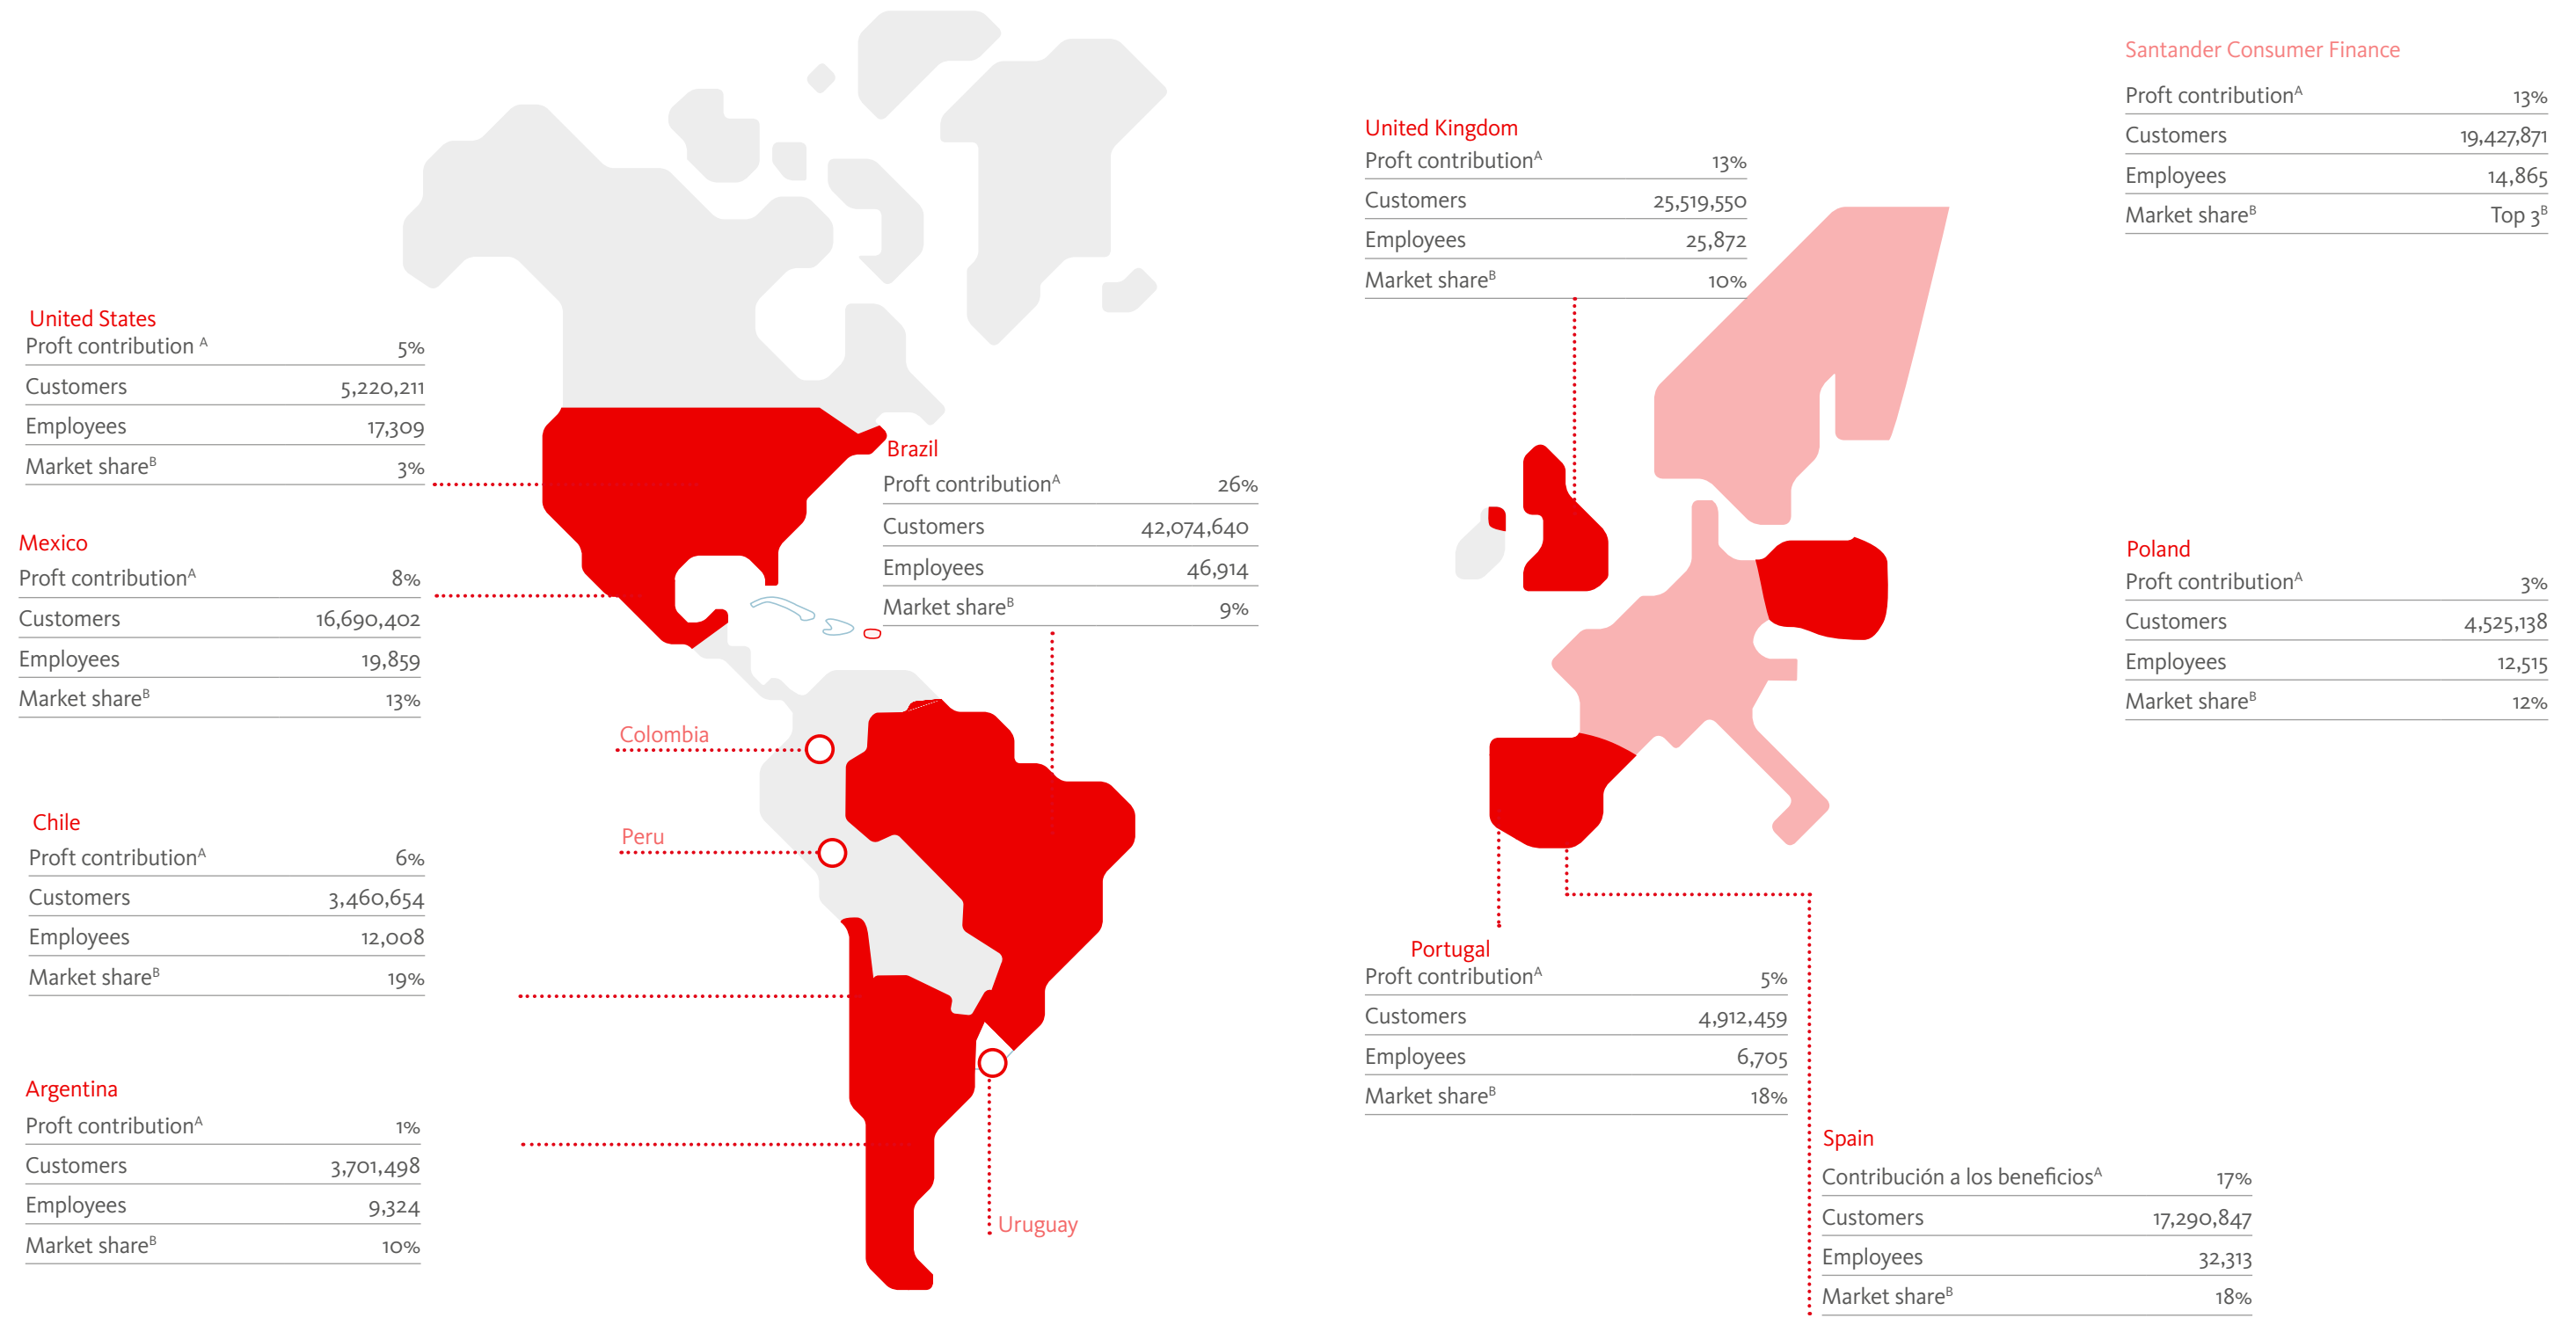 United States
Proft contribution A 5%
Customers 5,220,211
Employees 17,309
Market shareB 3%
Mexico
Proft contributionA 8%
Customers 16,690,402
Employees 19,859
Market shareB 13%
Chile
Proft contributionA 6%
Customers 3,460,654
Employees 12,008
Market shareB 19%
Argentina
Proft contributionA 1%
Customers 3,701,498
Employees 9,324
Market shareB 10%
Brazil
Proft contributionA 26%
Customers 42,074,640
Employees 46,914
Market shareB 9%
Colombia
Peru
Uruguay
United Kingdom
Proft contributionA 13%
Customers 25,519,550
Employees 25,872
Market shareB 10%
Portugal
Proft contributionA 5%
Customers 4,912,459
Employees 6,705
Market shareB 18%
Spain
Contribución a los beneficiosA 17%
Customers 17,290,847
Employees 32,313
Market shareB 18%
Santander Consumer Finance
Proft contributionA 13%
Customers 19,427,871
Employees 14,865
Market shareB Top 3B
Poland
Proft contributionA 3%
Customers 4,525,138
Employees 12,515
Market shareB 12%